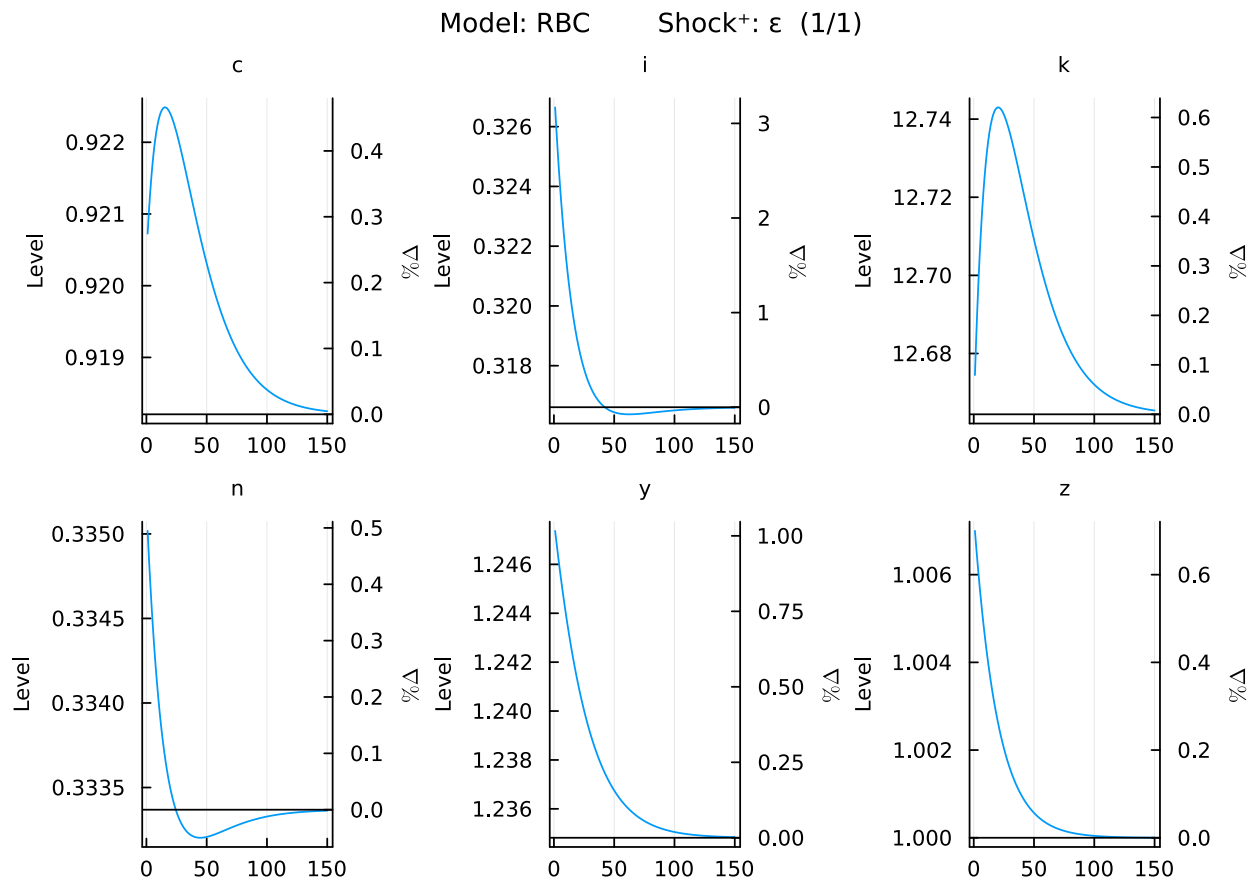 Model: RBC Shock⁺: ε (1/1)
c
i
k
0.922
0.921
0.920
0.919
Level
0.4
0.3
0.2
0.1
0.0
%Δ
0 50 100 150
0.326
0.324
0.322
0.320
0.318
Level
3
2
1
0
%Δ
0 50 100 150
12.74
12.72
12.70
12.68
Level
0.6
0.5
0.4
0.3
0.2
0.1
0.0
%Δ
0 50 100 150
n
y
z
0.3350
0.3345
0.3340
0.3335
Level
0.5
0.4
0.3
0.2
0.1
0.0
%Δ
0 50 100 150
1.246
1.244
1.242
1.240
1.238
1.236
Level
1.00
0.75
0.50
0.25
0.00
%Δ
0 50 100 150
1.006
1.004
1.002
1.000
Level
0.6
0.4
0.2
0.0
%Δ
0 50 100 150